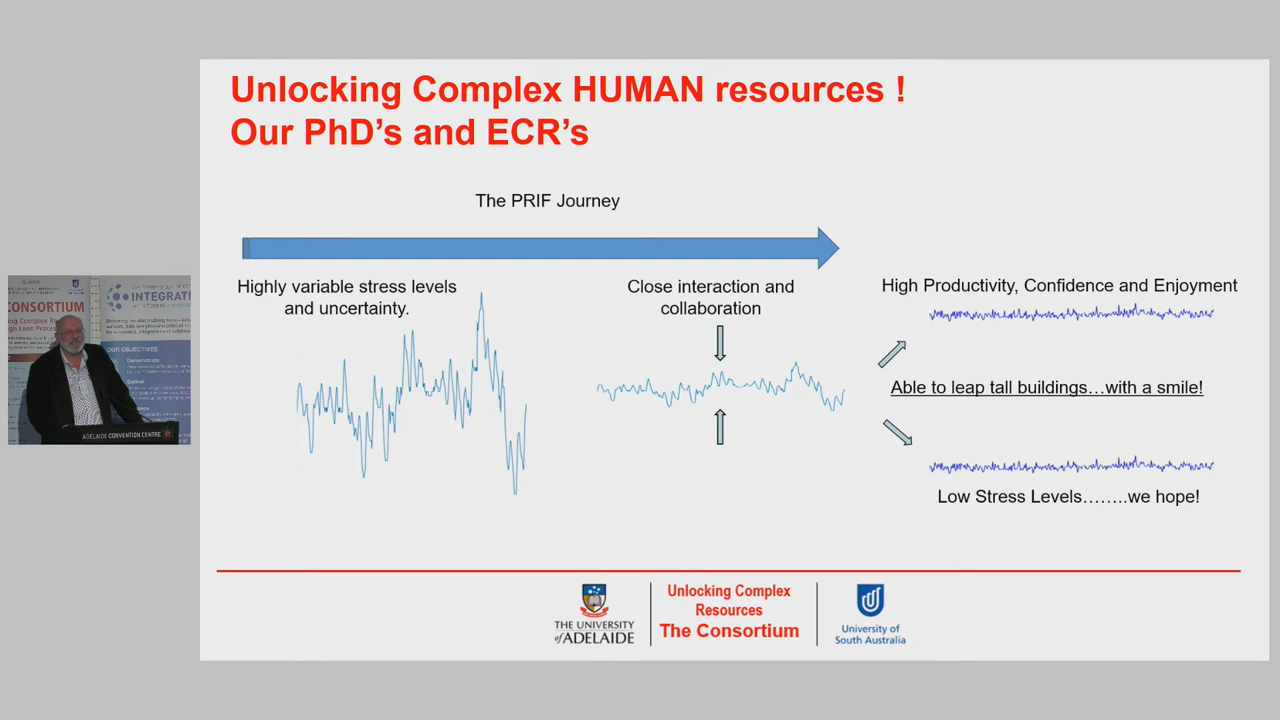 Unlocking Complex HUMAN resources !
Our PhD’s and ECR’s
The PRIF Journey
Highly variable stress levels
and uncertainty.
Close interaction and
collaboration
High Productivity, Confidence and Enjoyment
Able to leap tall buildings…with a smile!
Low Stress Levels……..we hope!
CONSORTIUM
INTEGRATE
OUR OBJECTIVES
Demonstrate
ADELAIDE CONVENTION CENTRE
THE UNIVERSITY
of ADELAIDE
Unlocking Complex
Resources
The Consortium
University of
South Australia